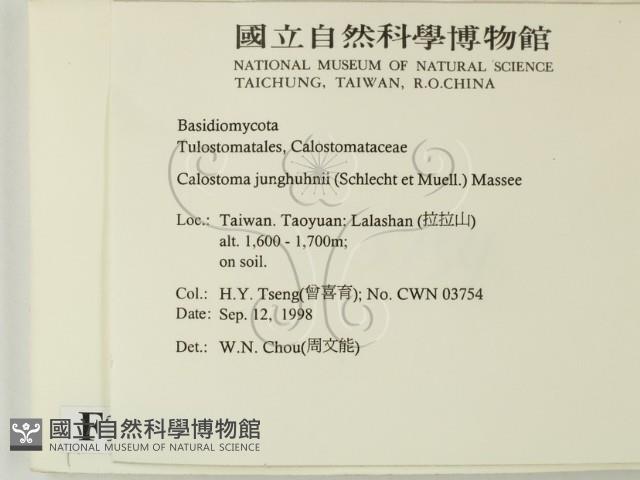 國立自然科學博物館
NATIONAL MUSEUM OF NATURAL SCIENCE
TAICHUNG, TAIWAN, R.O.CHINA
Basidiomycota
Tulostomatales, Calostomataceae
Calostoma junghuhnii (Schlecht et Muell.) Massee
Loc.: Taiwan. Taoyuan: Lalashan (拉拉山)
alt. 1,600 - 1,700m;
on soil.
Col.: H.Y. Tseng(曾喜育); No. CWN 03754
Date: Sep. 12, 1998
Det.: W.N. Chou(周文能)
F
國立自然科學博物館
NATIONAL MUSEUM OF NATURAL SCIENCE